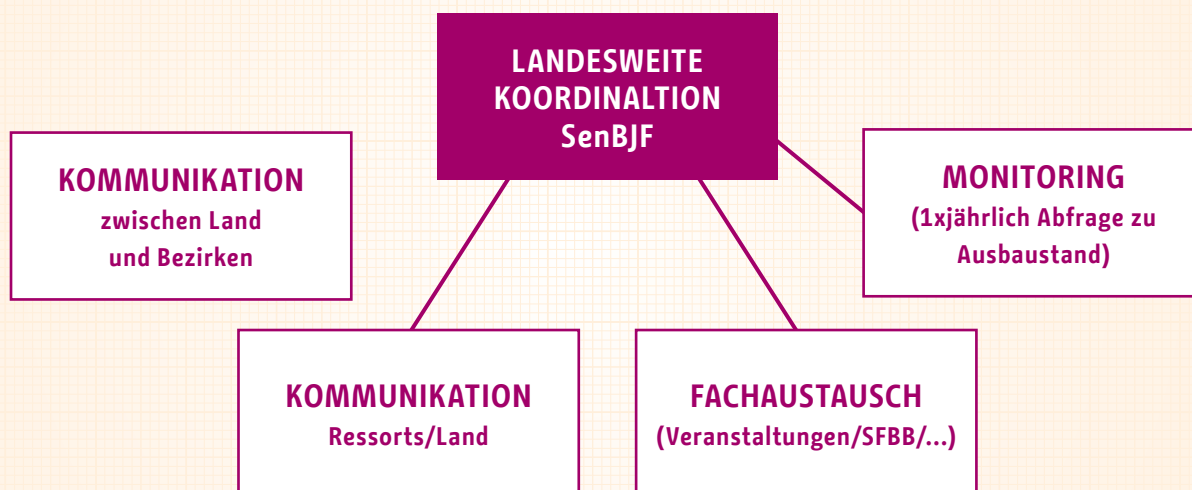 LANDESWEITE
KOORDINALTION
SenBJF
KOMMUNIKATION
zwischen Land
und Bezirken
MONITORING
(1xjährlich Abfrage zu
Ausbaustand)
KOMMUNIKATION
Ressorts/Land
FACHAUSTAUSCH
(Veranstaltungen/SFBB/...)